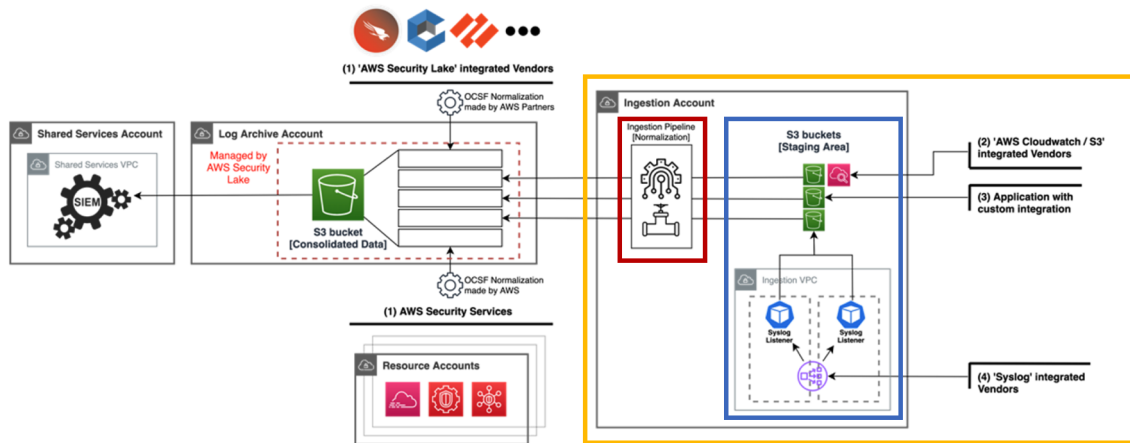 (1) 'AWS Security Lake' integrated Vendors
OCSF Normalization
made by AWS Partners
Shared Services Account
Shared Services VPC
SIEM
Log Archive Account
Managed by
AWS Security
Lake
S3 bucket
[Consolidated Data]
OCSF Normalization
made by AWS
(1) AWS Security Services
Resource Accounts
Ingestion Account
Ingestion Pipeline
[Normalization]
S3 buckets
[Staging Area]
Ingestion VPC
Syslog
Listener
Syslog
Listener
(2) 'AWS Cloudwatch / S3'
integrated Vendors
(3) Application with
custom integration
(4) 'Syslog' integrated
Vendors